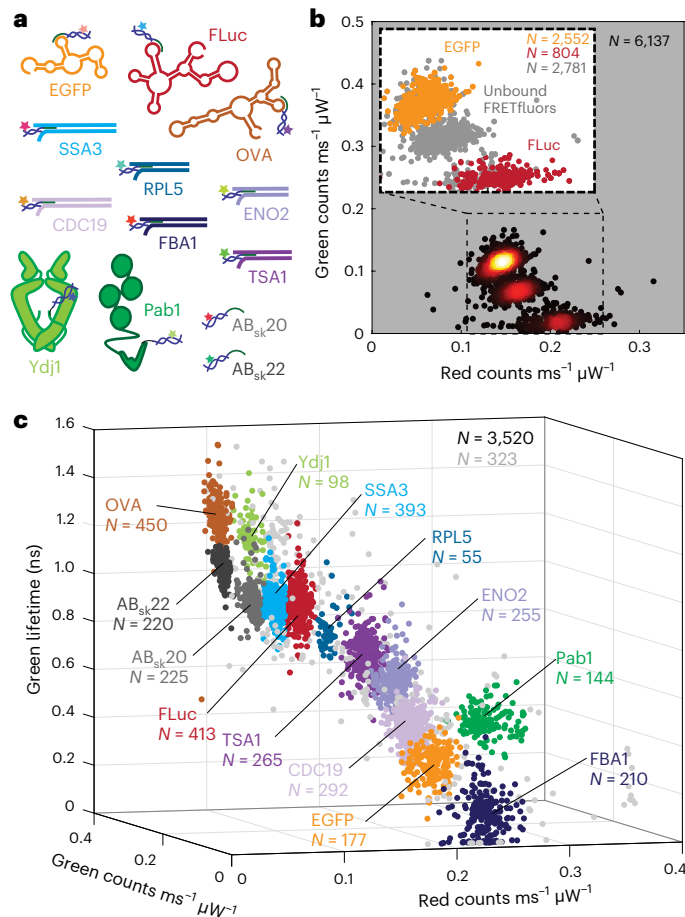 a
EGFP
FLuc
OVA
SSA3
RPL5
ENO2
CDC19
FBA1
TSA1
Ydj1
Pab1
ABsk20
ABsk22
b
0.5
0.4
0.3
0.2
0.1
0
Green counts ms⁻¹ µW⁻¹
N = 6,137
N = 2,552
N = 804
N = 2,781
EGFP
Unbound
FRETfluors
FLuc
0
0.1
0.2
0.3
Red counts ms⁻¹ µW⁻¹
c
1.6
1.4
1.2
1.0
0.8
0.6
0.4
0.2
0
Green lifetime (ns)
N = 3,520
N = 323
OVA
N = 450
Ydj1
N = 98
SSA3
N = 393
RPL5
N = 55
ENO2
N = 255
Pab1
N = 144
FBA1
N = 210
ABsk22
N = 220
ABsk20
N = 225
FLuc
N = 413
TSA1
N = 265
CDC19
N = 292
EGFP
N = 177
0.4
0.2
0
Green counts ms⁻¹
µW⁻¹
0
0.1
0.2
0.3
0.4
Red counts ms⁻¹ µW⁻¹